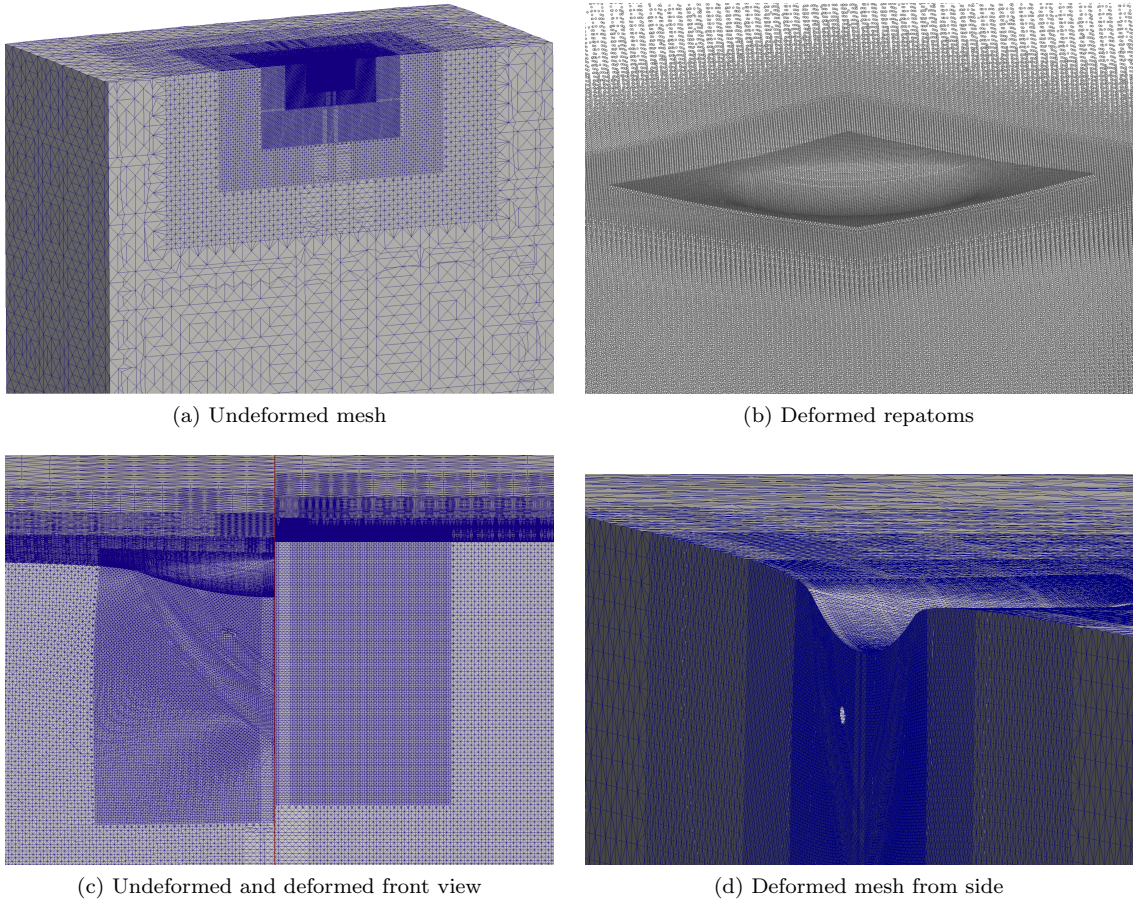 (a) Undeformed mesh
(b) Deformed repatoms
(c) Undeformed and deformed front view
(d) Deformed mesh from side